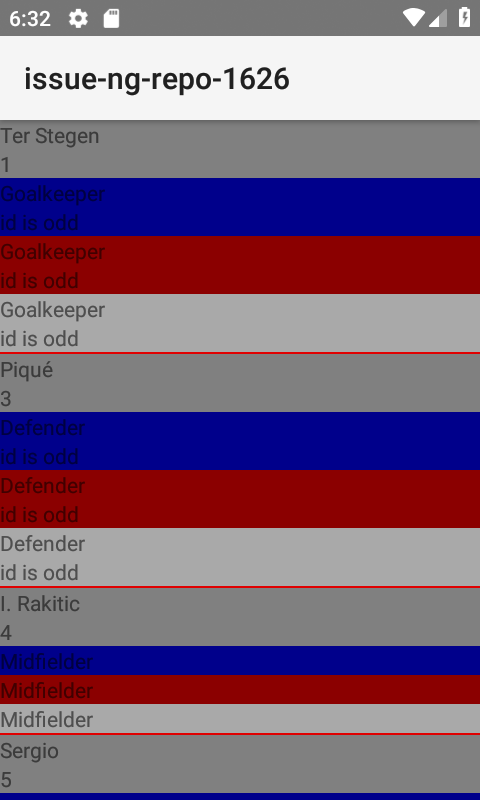 6:32
issue-ng-repo-1626
Ter Stegen
1
Goalkeeper
id is odd
Goalkeeper
id is odd
Goalkeeper
id is odd
Piqué
3
Defender
id is odd
Defender
id is odd
Defender
id is odd
I. Rakitic
4
Midfielder
Midfielder
Midfielder
Sergio
5